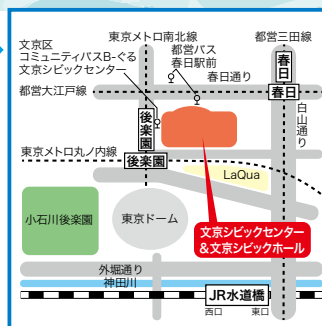 東京メトロ南北線
都営三田線
文京区
コミュニティバスB-ぐる
文京シビックセンター
都営バス
春日駅前
春日通り
春日
都営大江戸線
春日
後楽園
白山通り
東京メトロ丸ノ内線
後楽園
LaQua
小石川後楽園
東京ドーム
文京シビックセンター
&文京シビックホール
外堀通り
神田川
JR水道橋
西口
東口